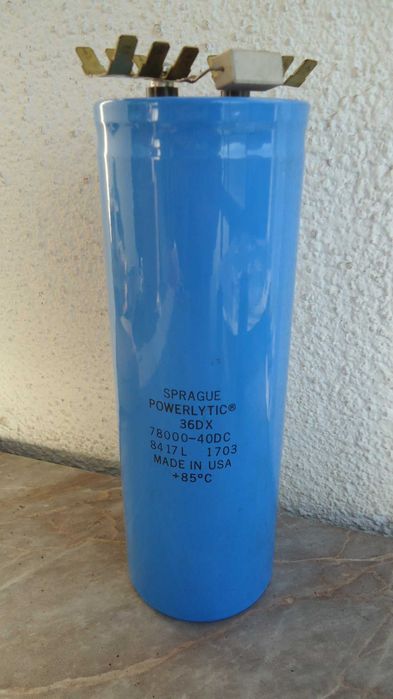 SPRAGUE
POWERLYTIC®
36DX
78000-40DC
8417L 1703
MADE IN USA
+85°C